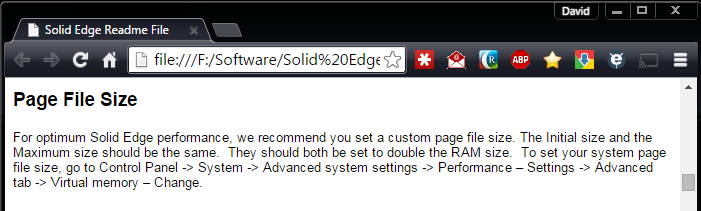 David
Solid Edge Readme File
file:///F:/Software/Solid%20Edge
ABP
Page File Size
For optimum Solid Edge performance, we recommend you set a custom page file size. The Initial size and the
Maximum size should be the same.  They should both be set to double the RAM size.  To set your system page
file size, go to Control Panel -> System -> Advanced system settings -> Performance – Settings -> Advanced
tab -> Virtual memory – Change.